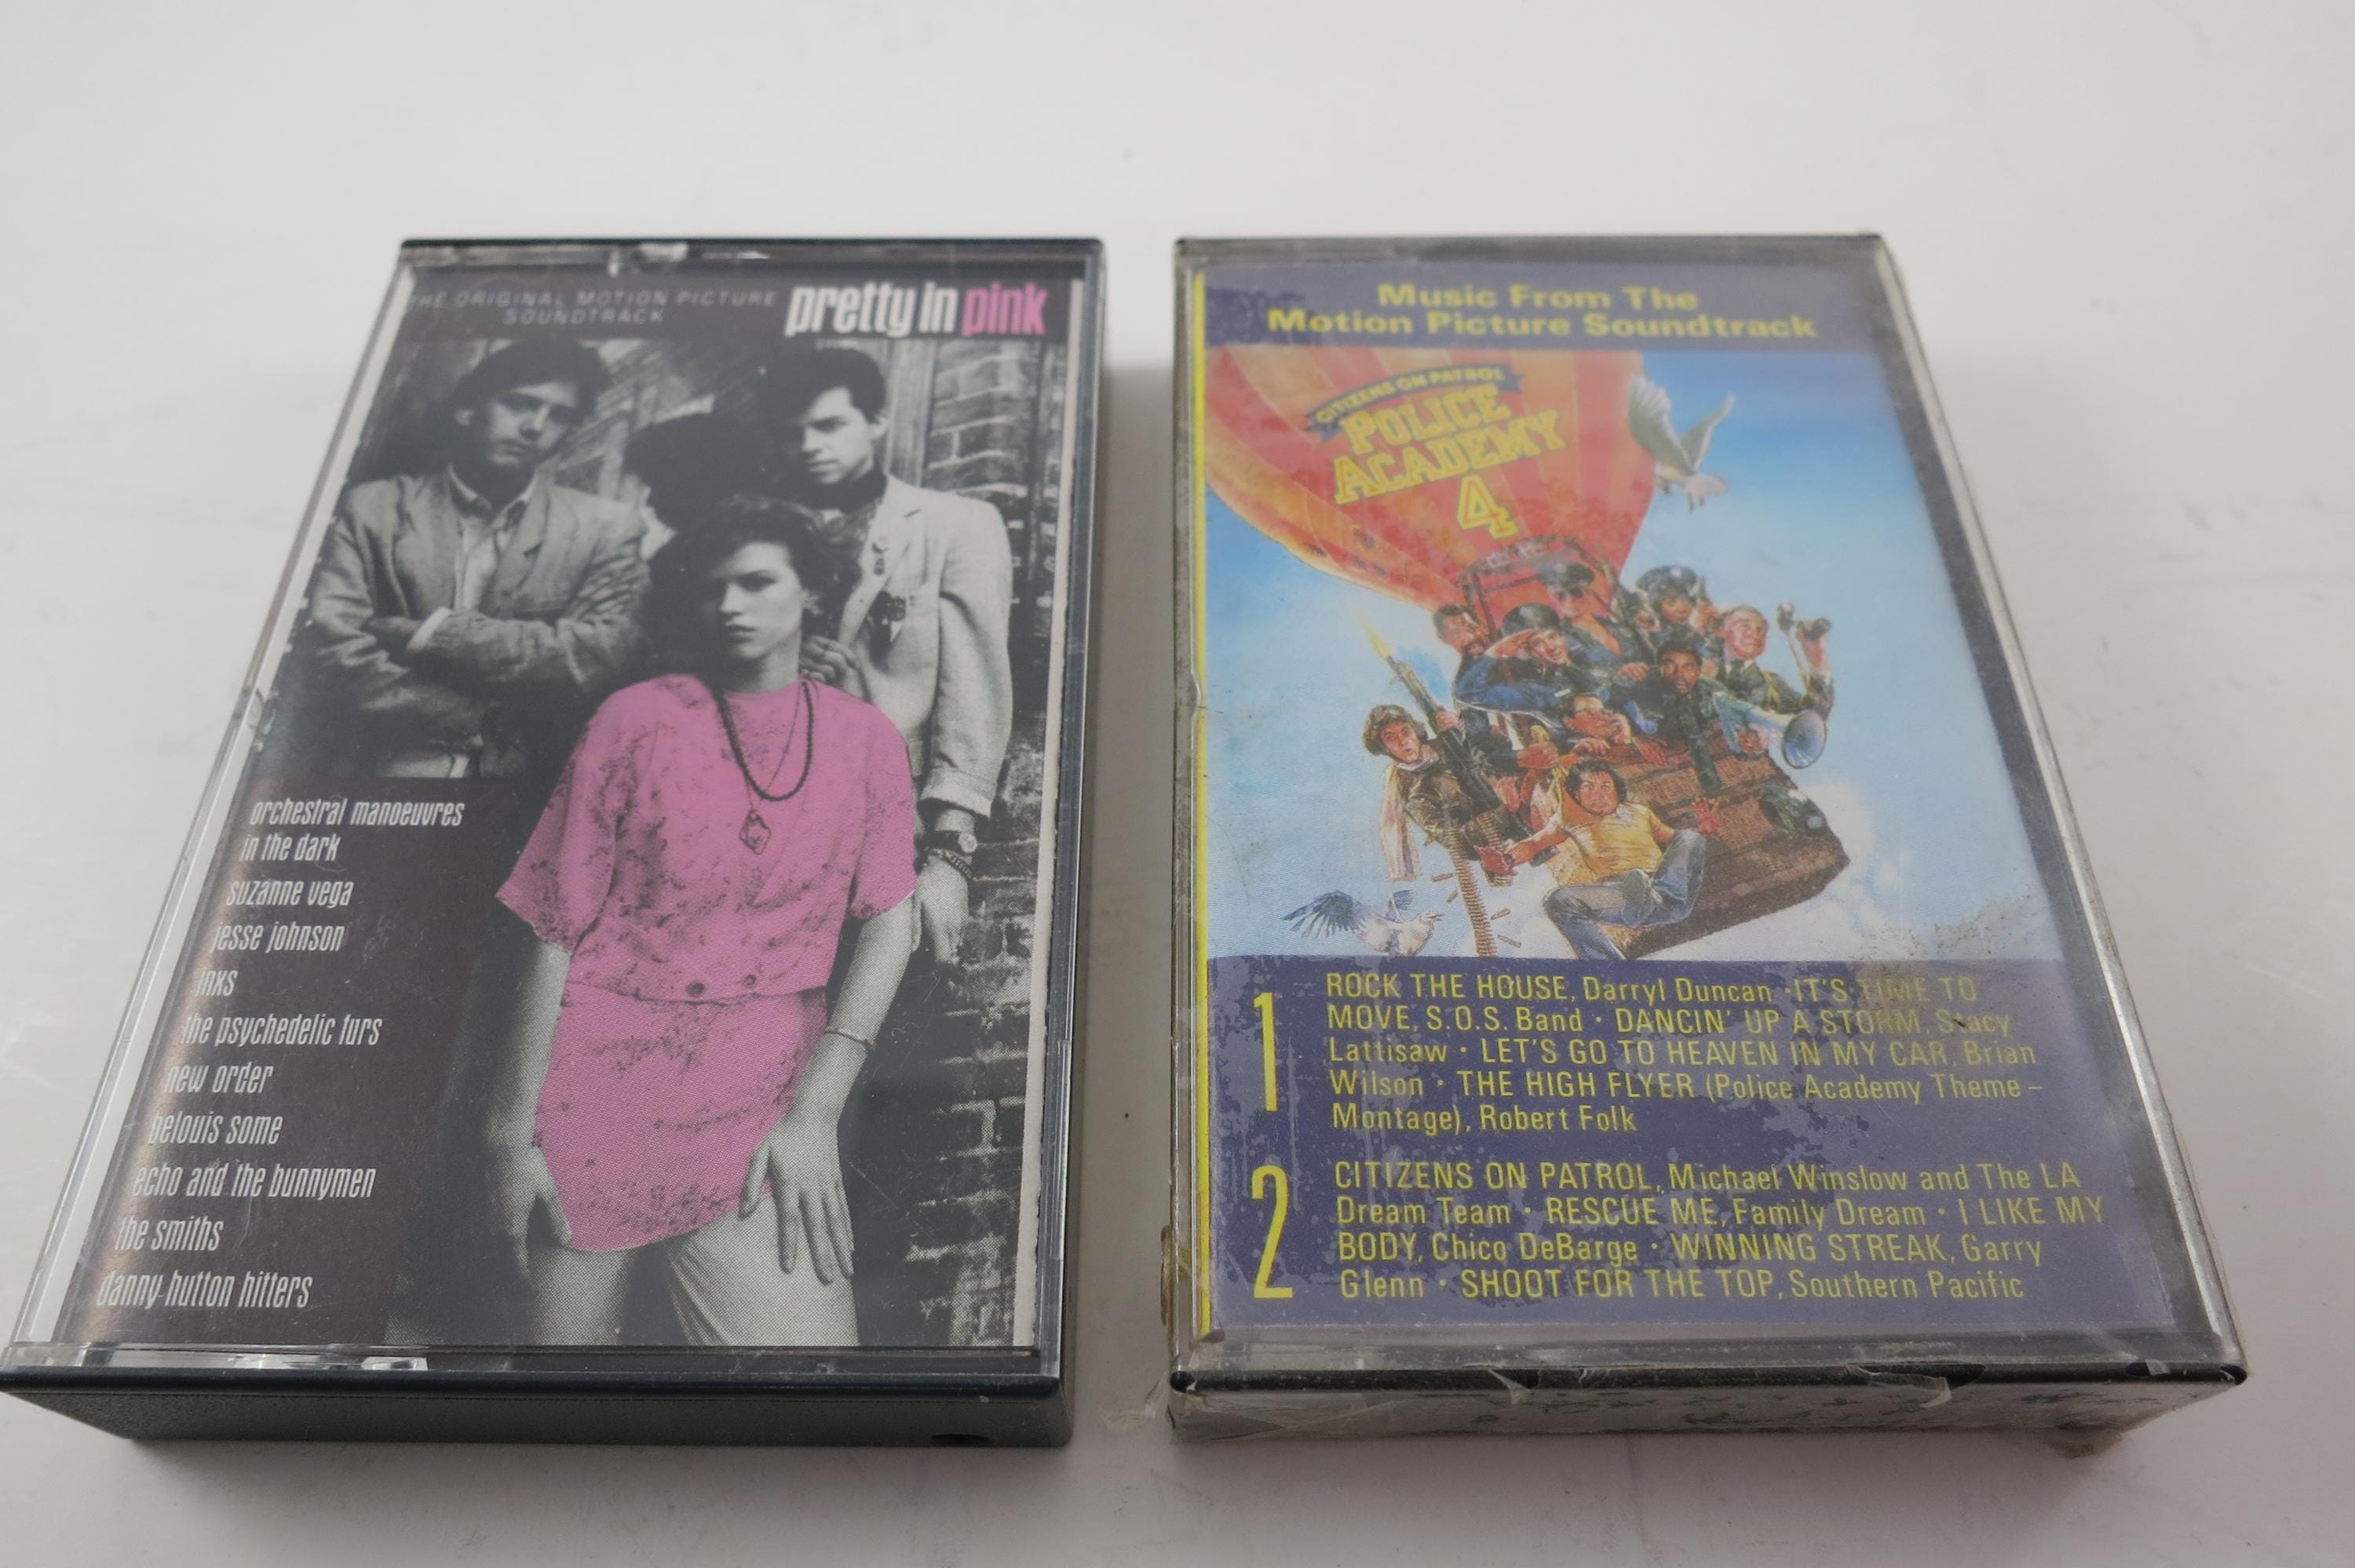 THE ORIGINAL MOTION PICTURE
SOUNDTRACK
pretty in pink
orchestral manoeuvres
in the dark
suzanne vega
jesse johnson
inxs
the psychedelic furs
new order
belouis some
echo and the bunnymen
the smiths
danny hutton hitters
Music From The
Motion Picture Soundtrack
CITIZENS ON PATROL
POLICE
ACADEMY
4
1
ROCK THE HOUSE, Darryl Duncan · IT'S TIME TO
MOVE, S.O.S. Band · DANCIN' UP A STORM, Stacy
Lattisaw · LET'S GO TO HEAVEN IN MY CAR, Brian
Wilson · THE HIGH FLYER (Police Academy Theme –
Montage), Robert Folk
2
CITIZENS ON PATROL, Michael Winslow and The LA
Dream Team · RESCUE ME, Family Dream · I LIKE MY
BODY, Chico DeBarge · WINNING STREAK, Garry
Glenn · SHOOT FOR THE TOP, Southern Pacific